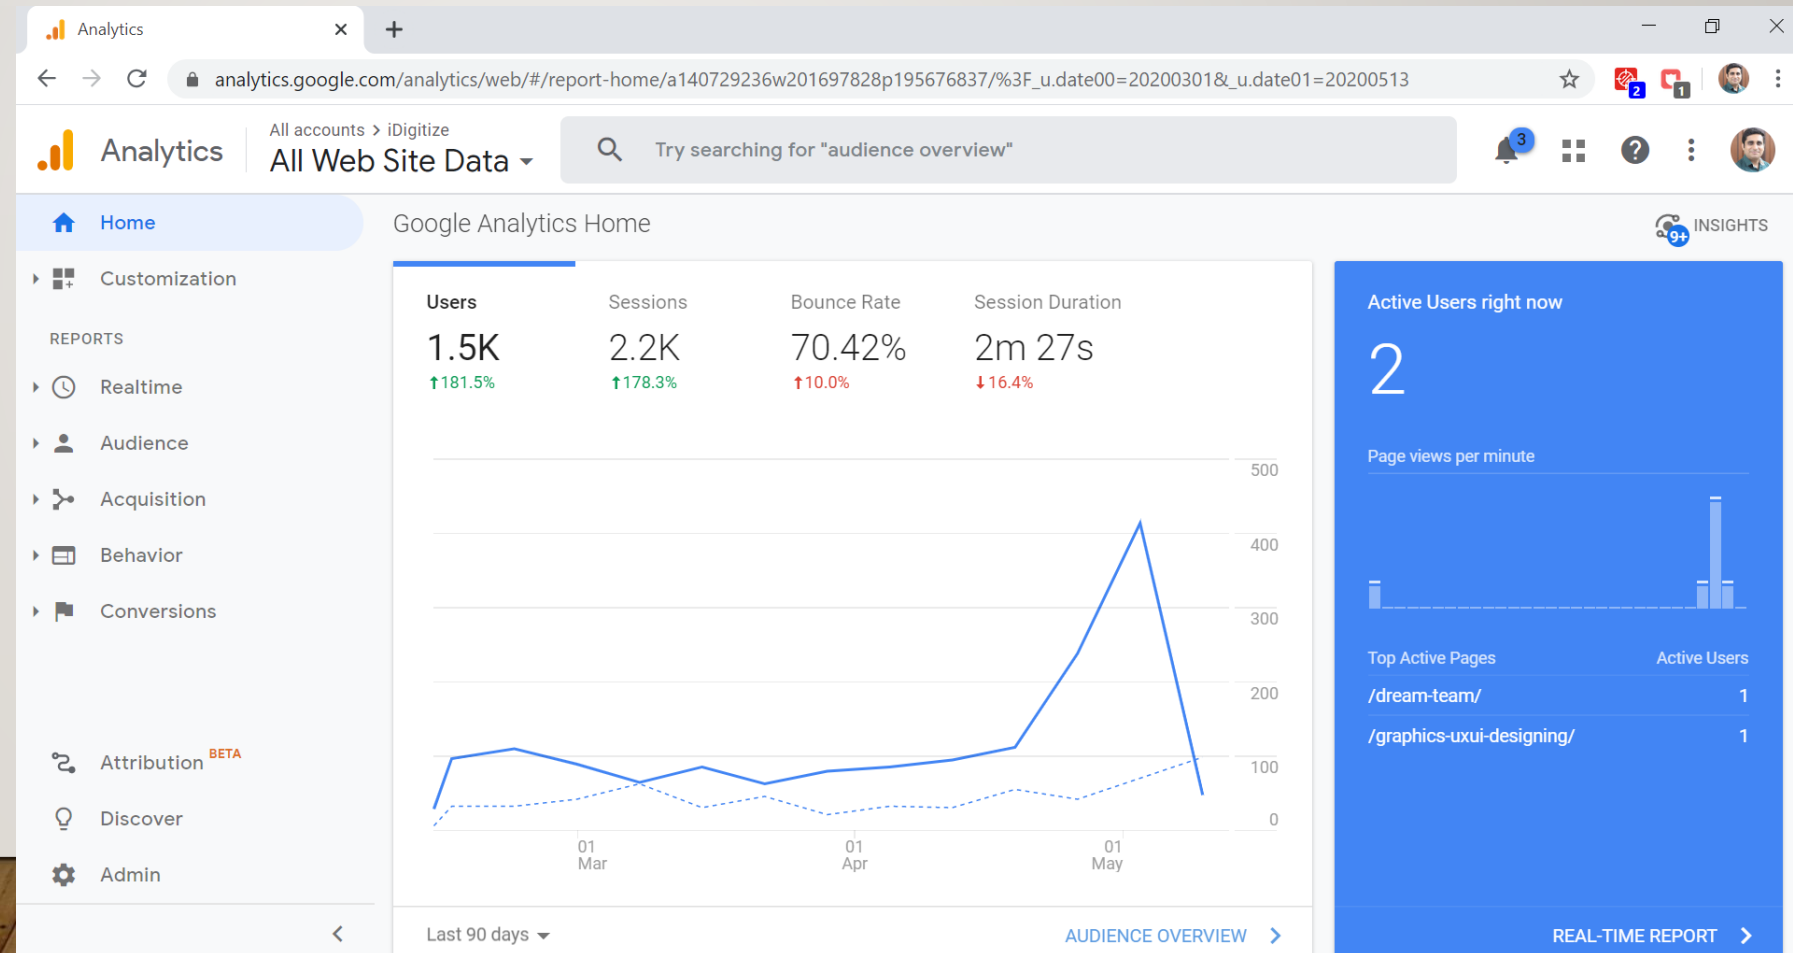 Analytics
analytics.google.com/analytics/web/#/report-home/a140729236w201697828p195676837/%3F_u.date00=20200301&_u.date01=20200513
2
1
Analytics
All accounts > iDigitize
All Web Site Data
Try searching for "audience overview"
3
Home
Customization
REPORTS
Realtime
Audience
Acquisition
Behavior
Conversions
Attribution BETA
Discover
Admin
Google Analytics Home
9+ INSIGHTS
Users Sessions Bounce Rate Session Duration
1.5K 2.2K 70.42% 2m 27s
↑181.5% ↑178.3% ↑10.0% ↓16.4%
500
400
300
200
100
0
01 01 01
Mar Apr May
Last 90 days
AUDIENCE OVERVIEW
Active Users right now
2
Page views per minute
Top Active Pages Active Users
/dream-team/ 1
/graphics-uxui-designing/ 1
REAL-TIME REPORT